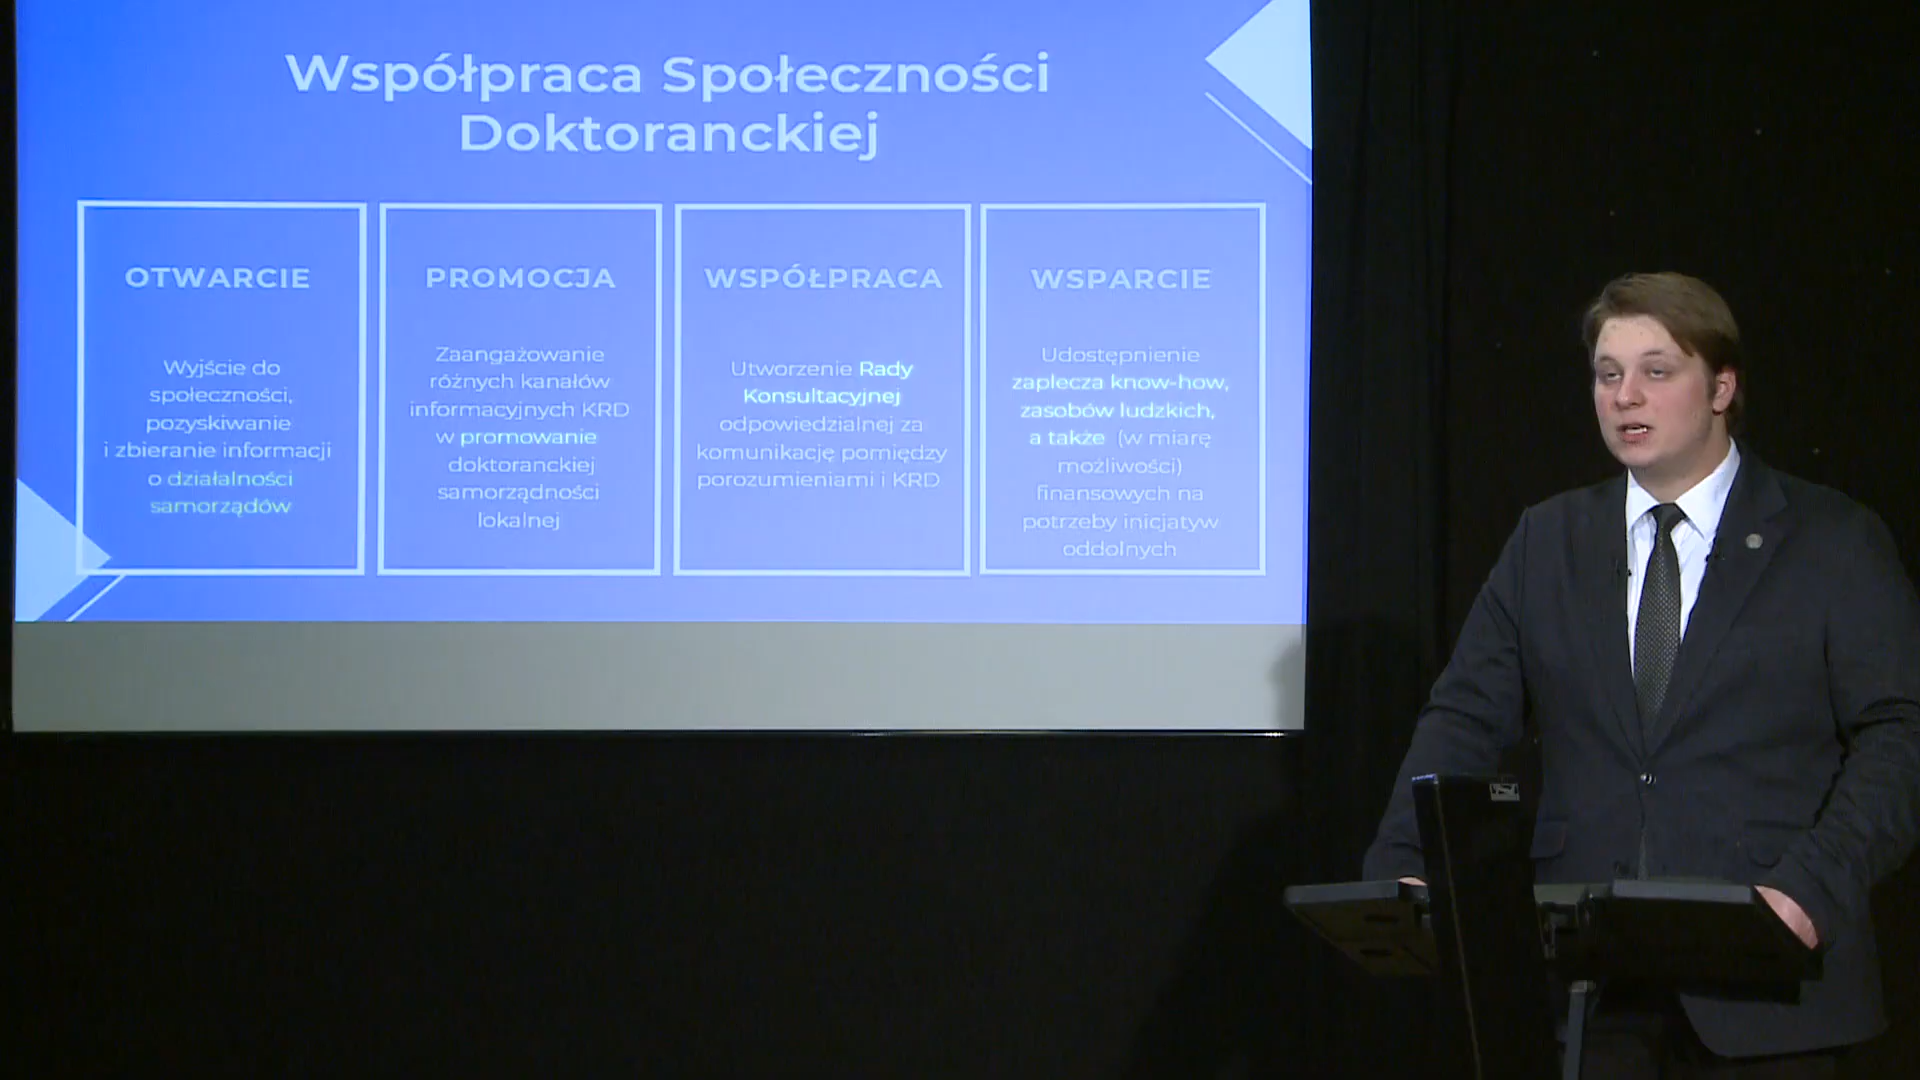 Współpraca Społeczności
Doktoranckiej
OTWARCIE
Wyjście do
społeczności,
pozyskiwanie
i zbieranie informacji
o działalności
samorządów
PROMOCJA
Zaangażowanie
różnych kanałów
informacyjnych KRD
w promowanie
doktoranckiej
samorządności
lokalnej
WSPÓŁPRACA
Utworzenie Rady
Konsultacyjnej
odpowiedzialnej za
komunikację pomiędzy
porozumieniami i KRD
WSPARCIE
Udostępnienie
zaplecza know-how,
zasobów ludzkich,
a także (w miarę
możliwości)
finansowych na
potrzeby inicjatyw
oddolnych